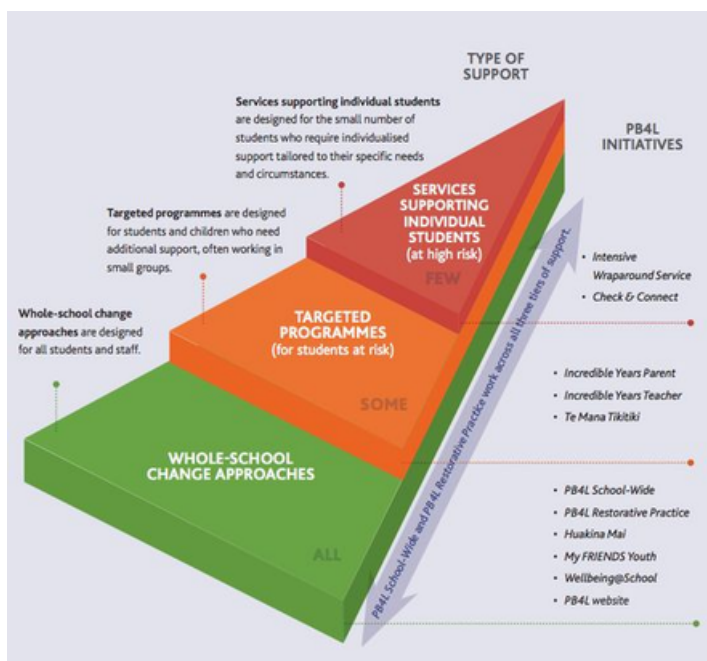 TYPE OF
SUPPORT
PB4L
INITIATIVES
Services supporting individual students
are designed for the small number of
students who require individualised
support tailored to their specific needs
and circumstances.
SERVICES
SUPPORTING
INDIVIDUAL
STUDENTS
(at high risk)
FEW
Targeted programmes are designed
for students and children who need
additional support, often working in
small groups.
TARGETED
PROGRAMMES
(for students at risk)
SOME
Whole-school change
approaches are designed
for all students and staff.
WHOLE-SCHOOL
CHANGE APPROACHES
ALL
PB4L School-Wide and PB4L Restorative Practice work across all three tiers of support.
• Intensive
Wraparound Service
• Check & Connect
• Incredible Years Parent
• Incredible Years Teacher
• Te Mana Tikitiki
• PB4L School-Wide
• PB4L Restorative Practice
• Huakina Mai
• My FRIENDS Youth
• Wellbeing@School
• PB4L website